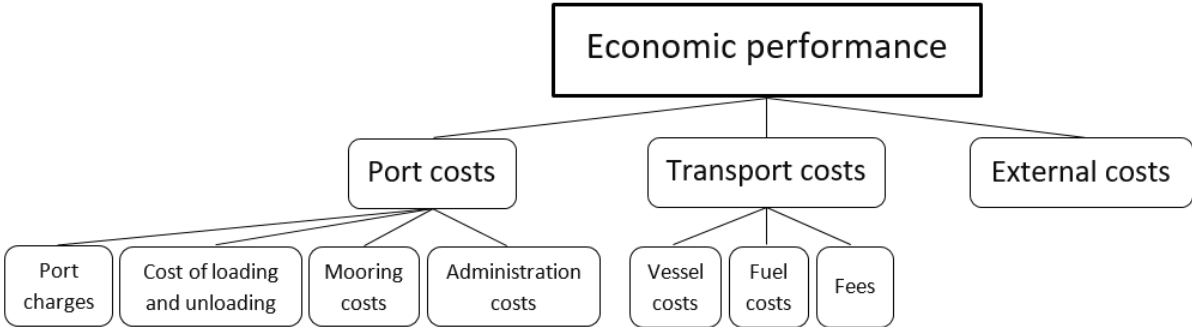 Economic performance
Port costs
Transport costs
External costs
Port
charges
Cost of loading
and unloading
Mooring
costs
Administration
costs
Vessel
costs
Fuel
costs
Fees